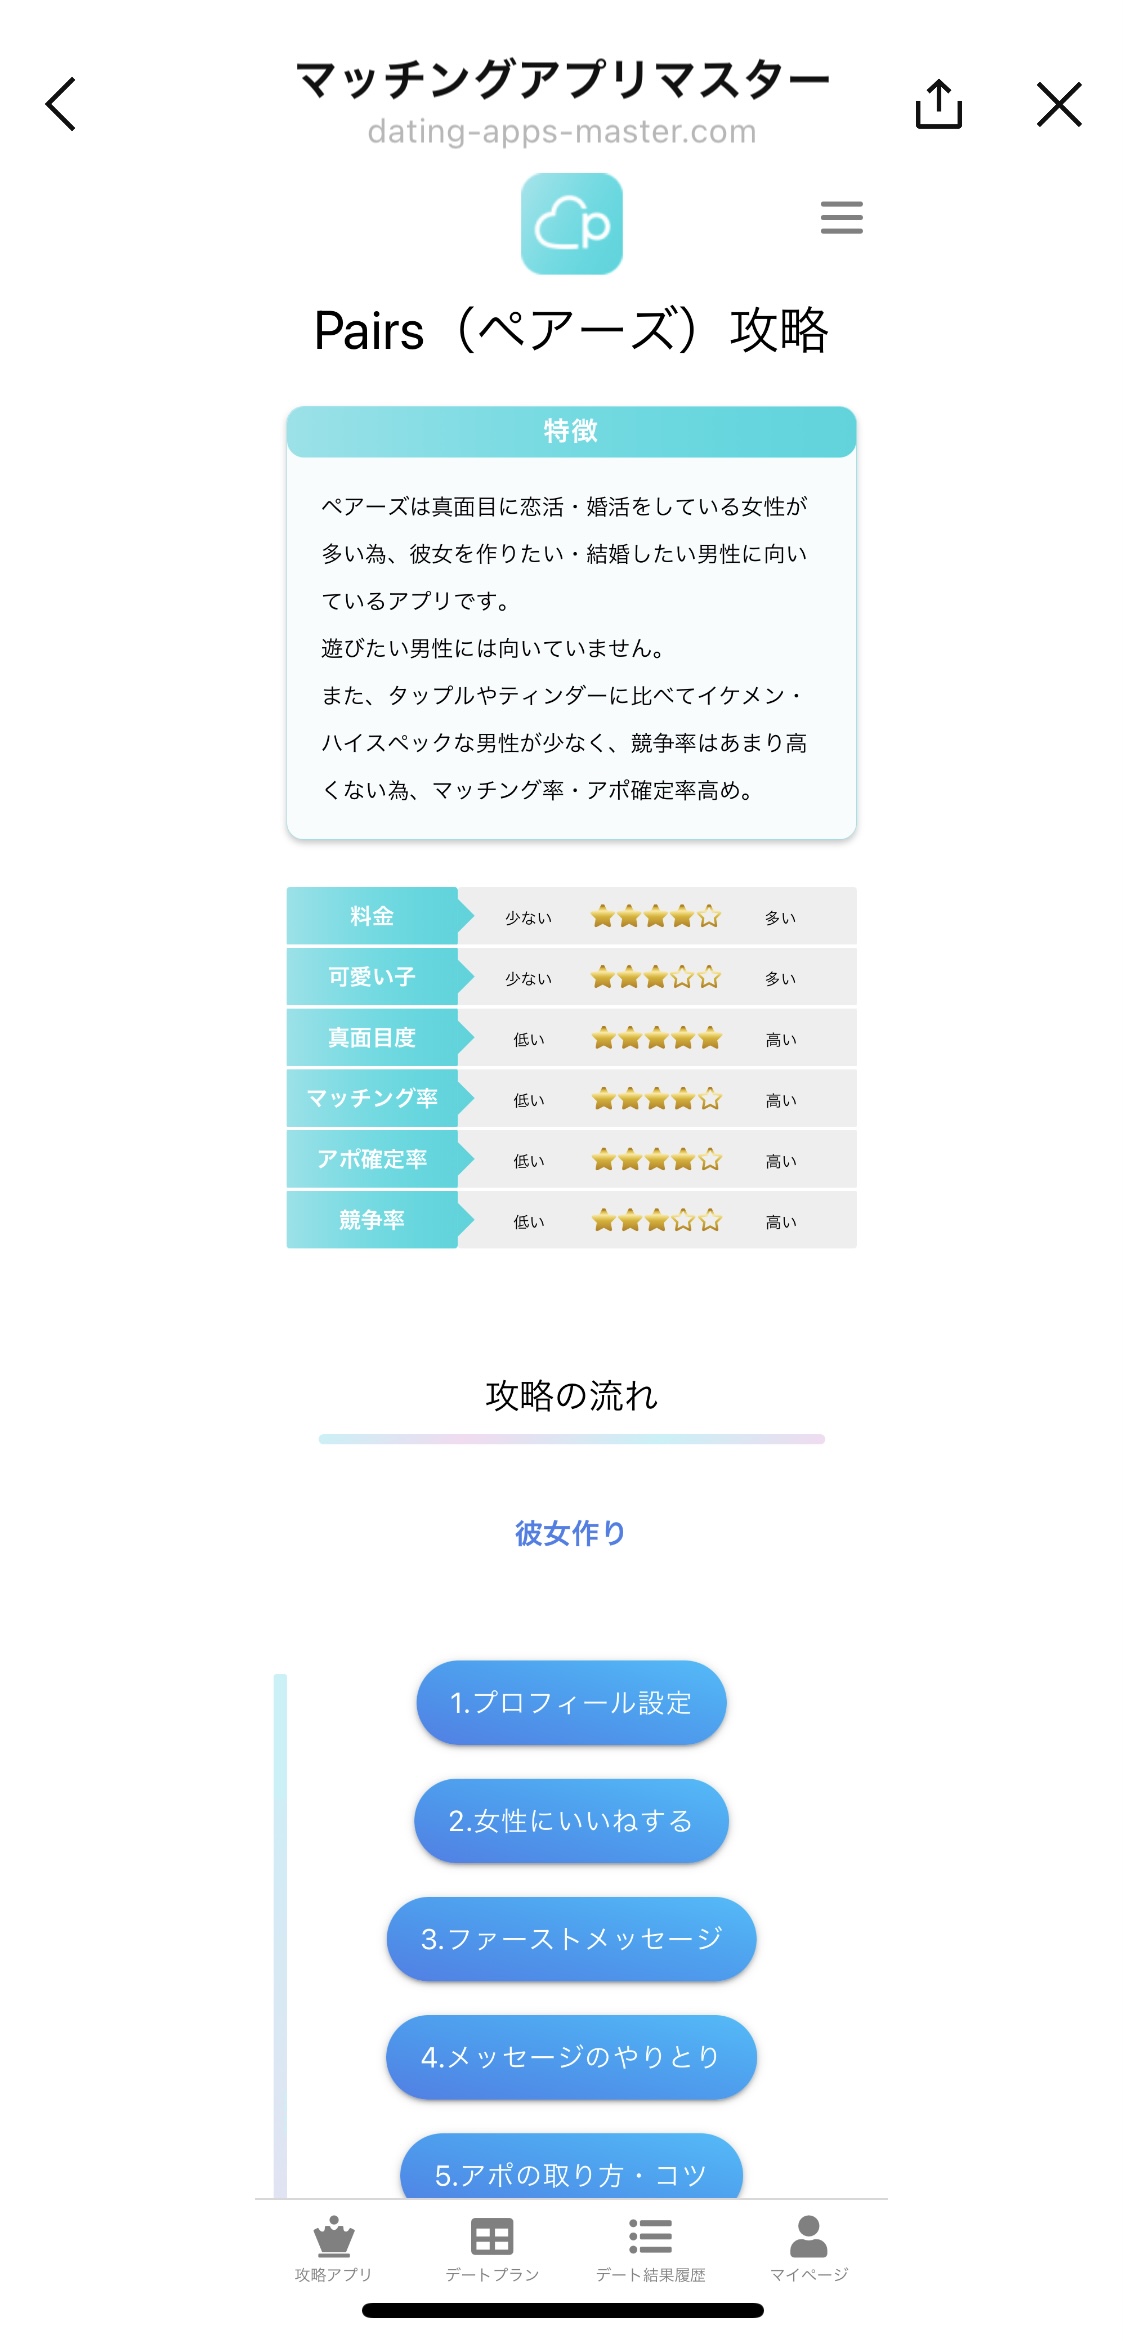 マッチングアプリマスター
dating-apps-master.com
p
Pairs（ペアーズ）攻略
特徴
ペアーズは真面目に恋活・婚活をしている女性が
多い為、彼女を作りたい・結婚したい男性に向い
ているアプリです。
遊びたい男性には向いていません。
また、タップルやティンダーに比べてイケメン・
ハイスペックな男性が少なく、競争率はあまり高
くない為、マッチング率・アポ確定率高め。
料金 少ない ★★★★☆ 多い
可愛い子 少ない ★★★☆☆ 多い
真面目度 低い ★★★★★ 高い
マッチング率 低い ★★★★☆ 高い
アポ確定率 低い ★★★★☆ 高い
競争率 低い ★★★☆☆ 高い
攻略の流れ
彼女作り
1.プロフィール設定
2.女性にいいねする
3.ファーストメッセージ
4.メッセージのやりとり
5.アポの取り方・コツ
攻略アプリ デートプラン デート結果履歴 マイページ